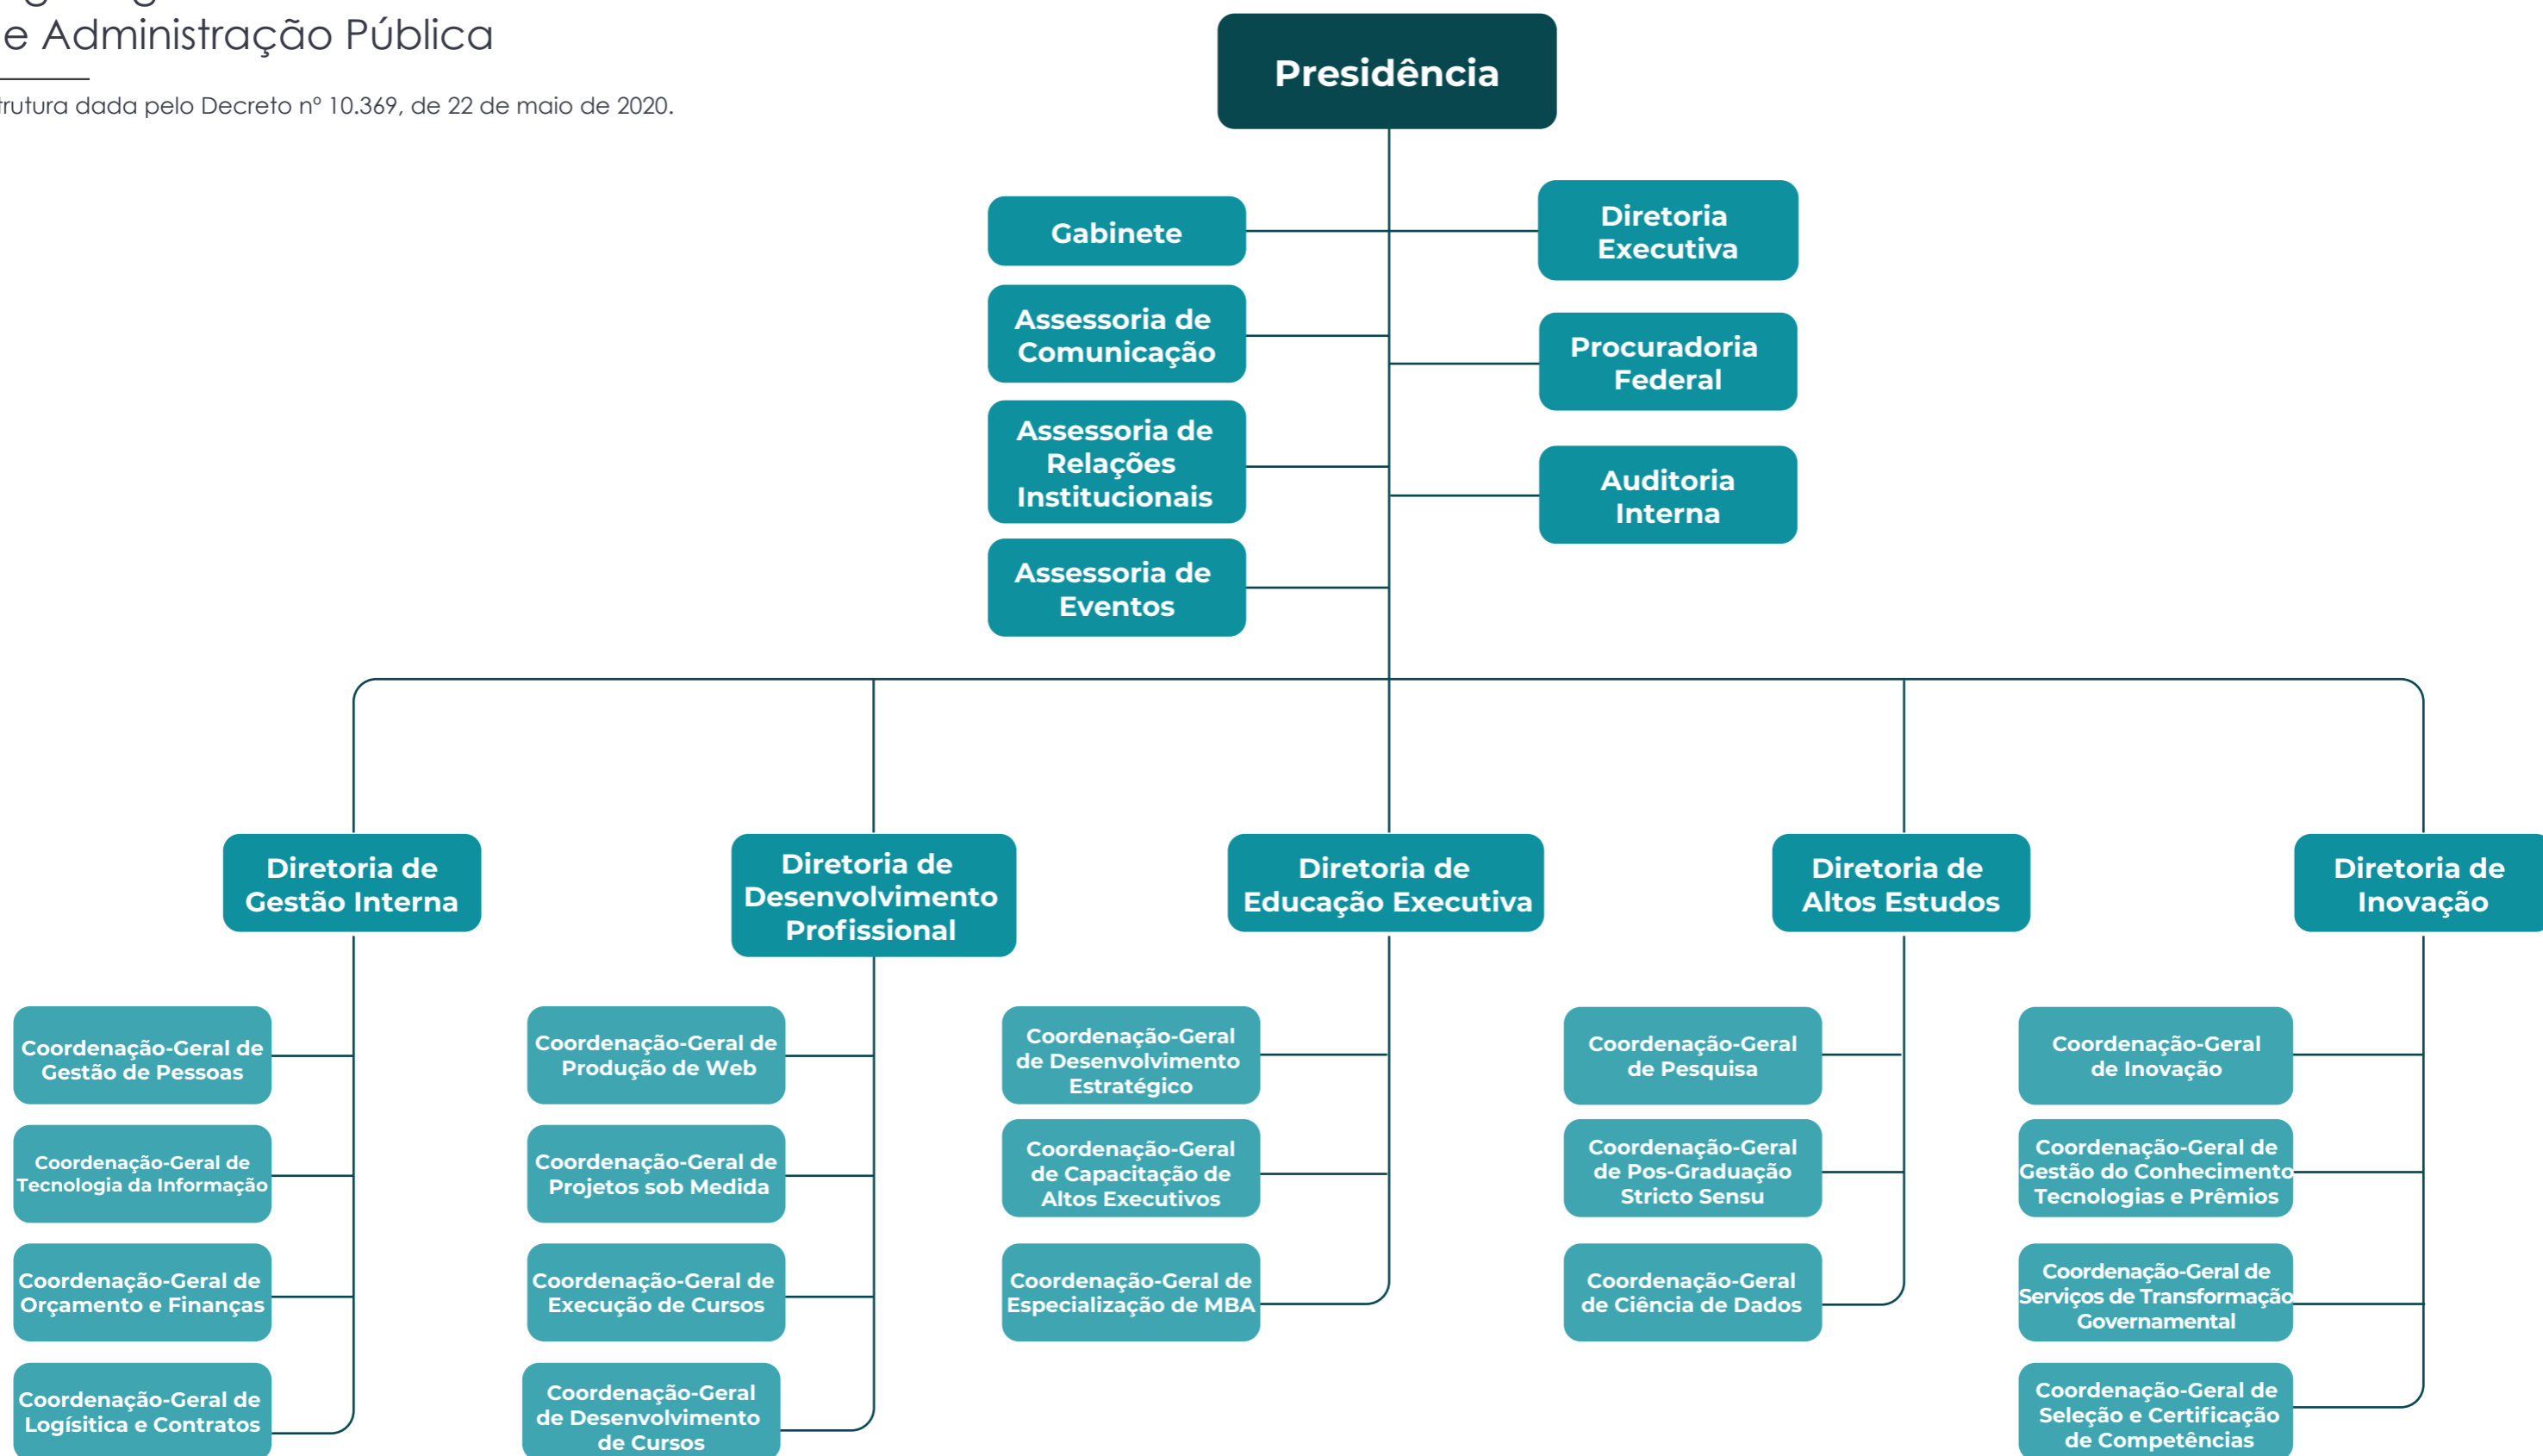 e Administração Pública
trutura dada pelo Decreto nº 10.369, de 22 de maio de 2020.
Presidência
Gabinete
Diretoria
Executiva
Assessoria de
Comunicação
Procuradoria
Federal
Assessoria de
Relações
Institucionais
Auditoria
Interna
Assessoria de
Eventos
Diretoria de
Gestão Interna
Diretoria de
Desenvolvimento
Profissional
Diretoria de
Educação Executiva
Diretoria de
Altos Estudos
Diretoria de
Inovação
Coordenação-Geral de
Gestão de Pessoas
Coordenação-Geral de
Tecnologia da Informação
Coordenação-Geral de
Orçamento e Finanças
Coordenação-Geral de
Logísitica e Contratos
Coordenação-Geral de
Produção de Web
Coordenação-Geral de
Projetos sob Medida
Coordenação-Geral de
Execução de Cursos
Coordenação-Geral
de Desenvolvimento
de Cursos
Coordenação-Geral
de Desenvolvimento
Estratégico
Coordenação-Geral
de Capacitação de
Altos Executivos
Coordenação-Geral de
Especialização de MBA
Coordenação-Geral
de Pesquisa
Coordenação-Geral
de Pos-Graduação
Stricto Sensu
Coordenação-Geral
de Ciência de Dados
Coordenação-Geral
de Inovação
Coordenação-Geral de
Gestão do Conhecimento
Tecnologias e Prêmios
Coordenação-Geral de
Serviços de Transformação
Governamental
Coordenação-Geral de
Seleção e Certificação
de Competências